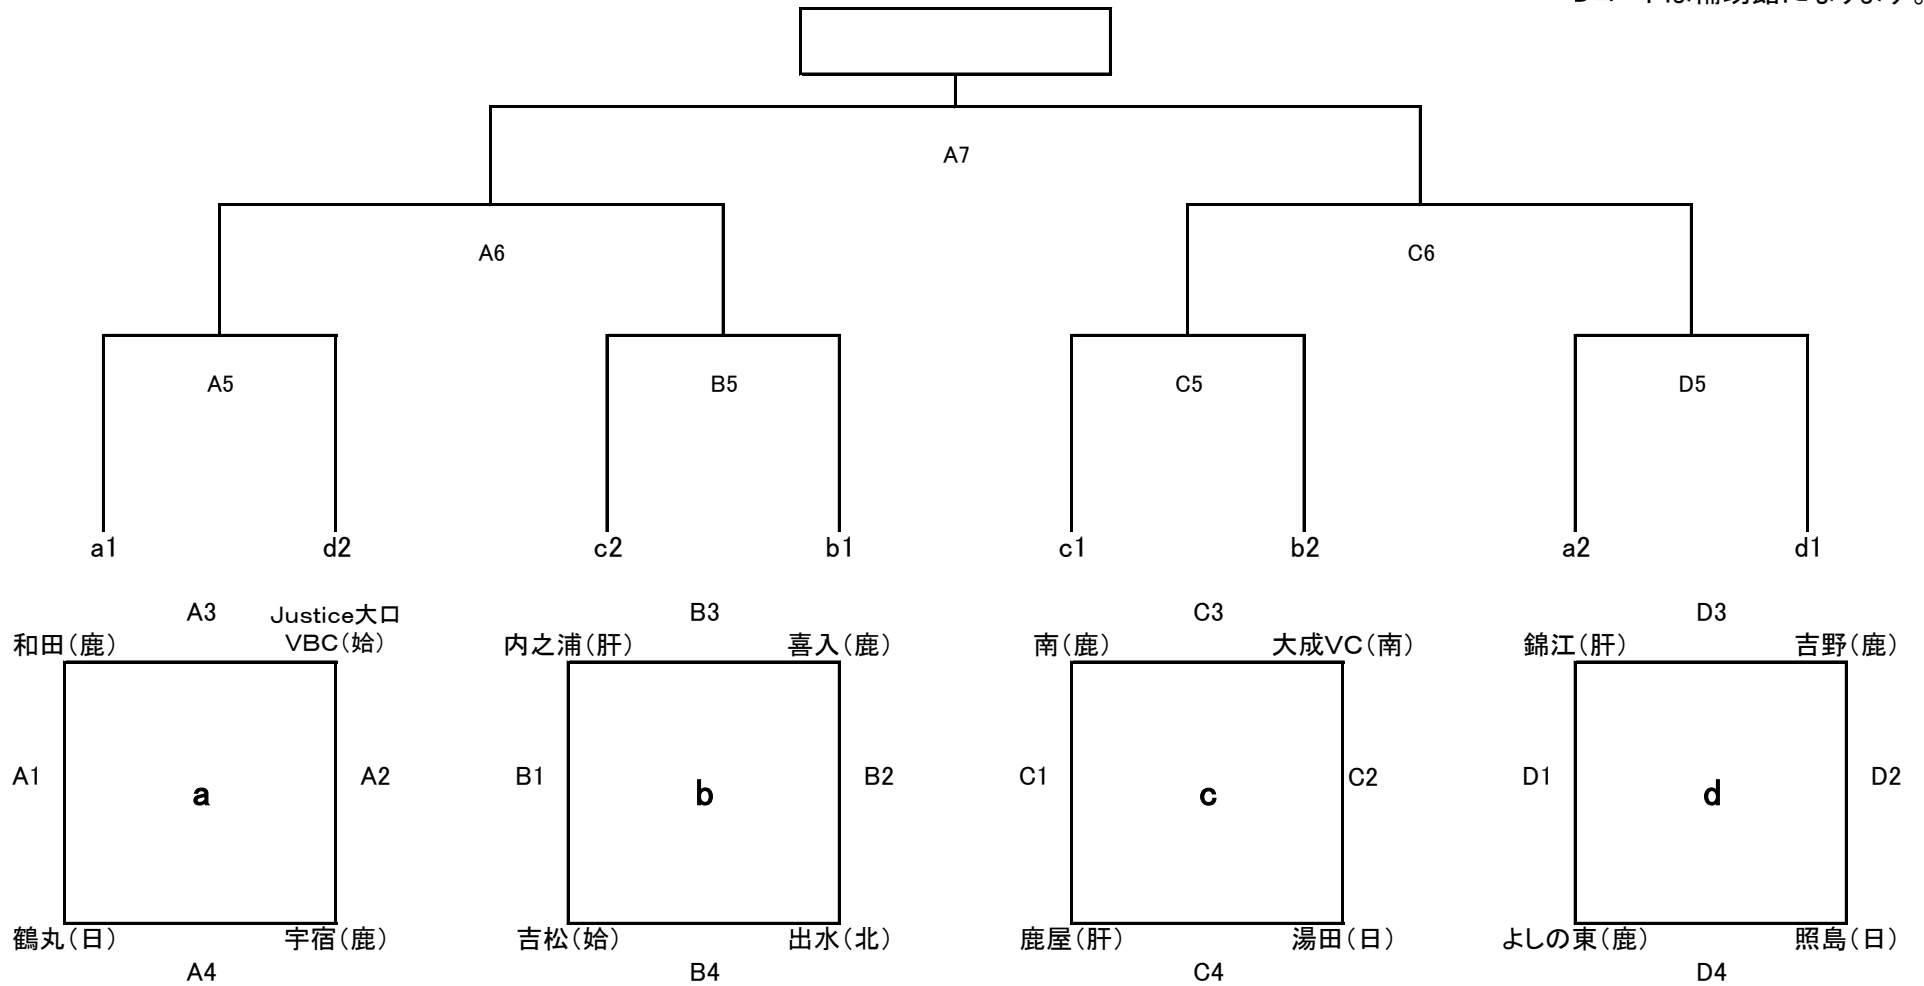 A7
A6
C6
A5
B5
C5
D5
a1
d2
c2
b1
c1
b2
a2
d1
A3
Justice大口
VBC(姶)
和田(鹿)
B3
内之浦(肝)
喜入(鹿)
C3
南(鹿)
大成VC(南)
D3
錦江(肝)
吉野(鹿)
A1
a
A2
B1
b
B2
C1
c
C2
D1
d
D2
鶴丸(日)
宇宿(鹿)
吉松(姶)
出水(北)
鹿屋(肝)
湯田(日)
よしの東(鹿)
照島(日)
A4
B4
C4
D4